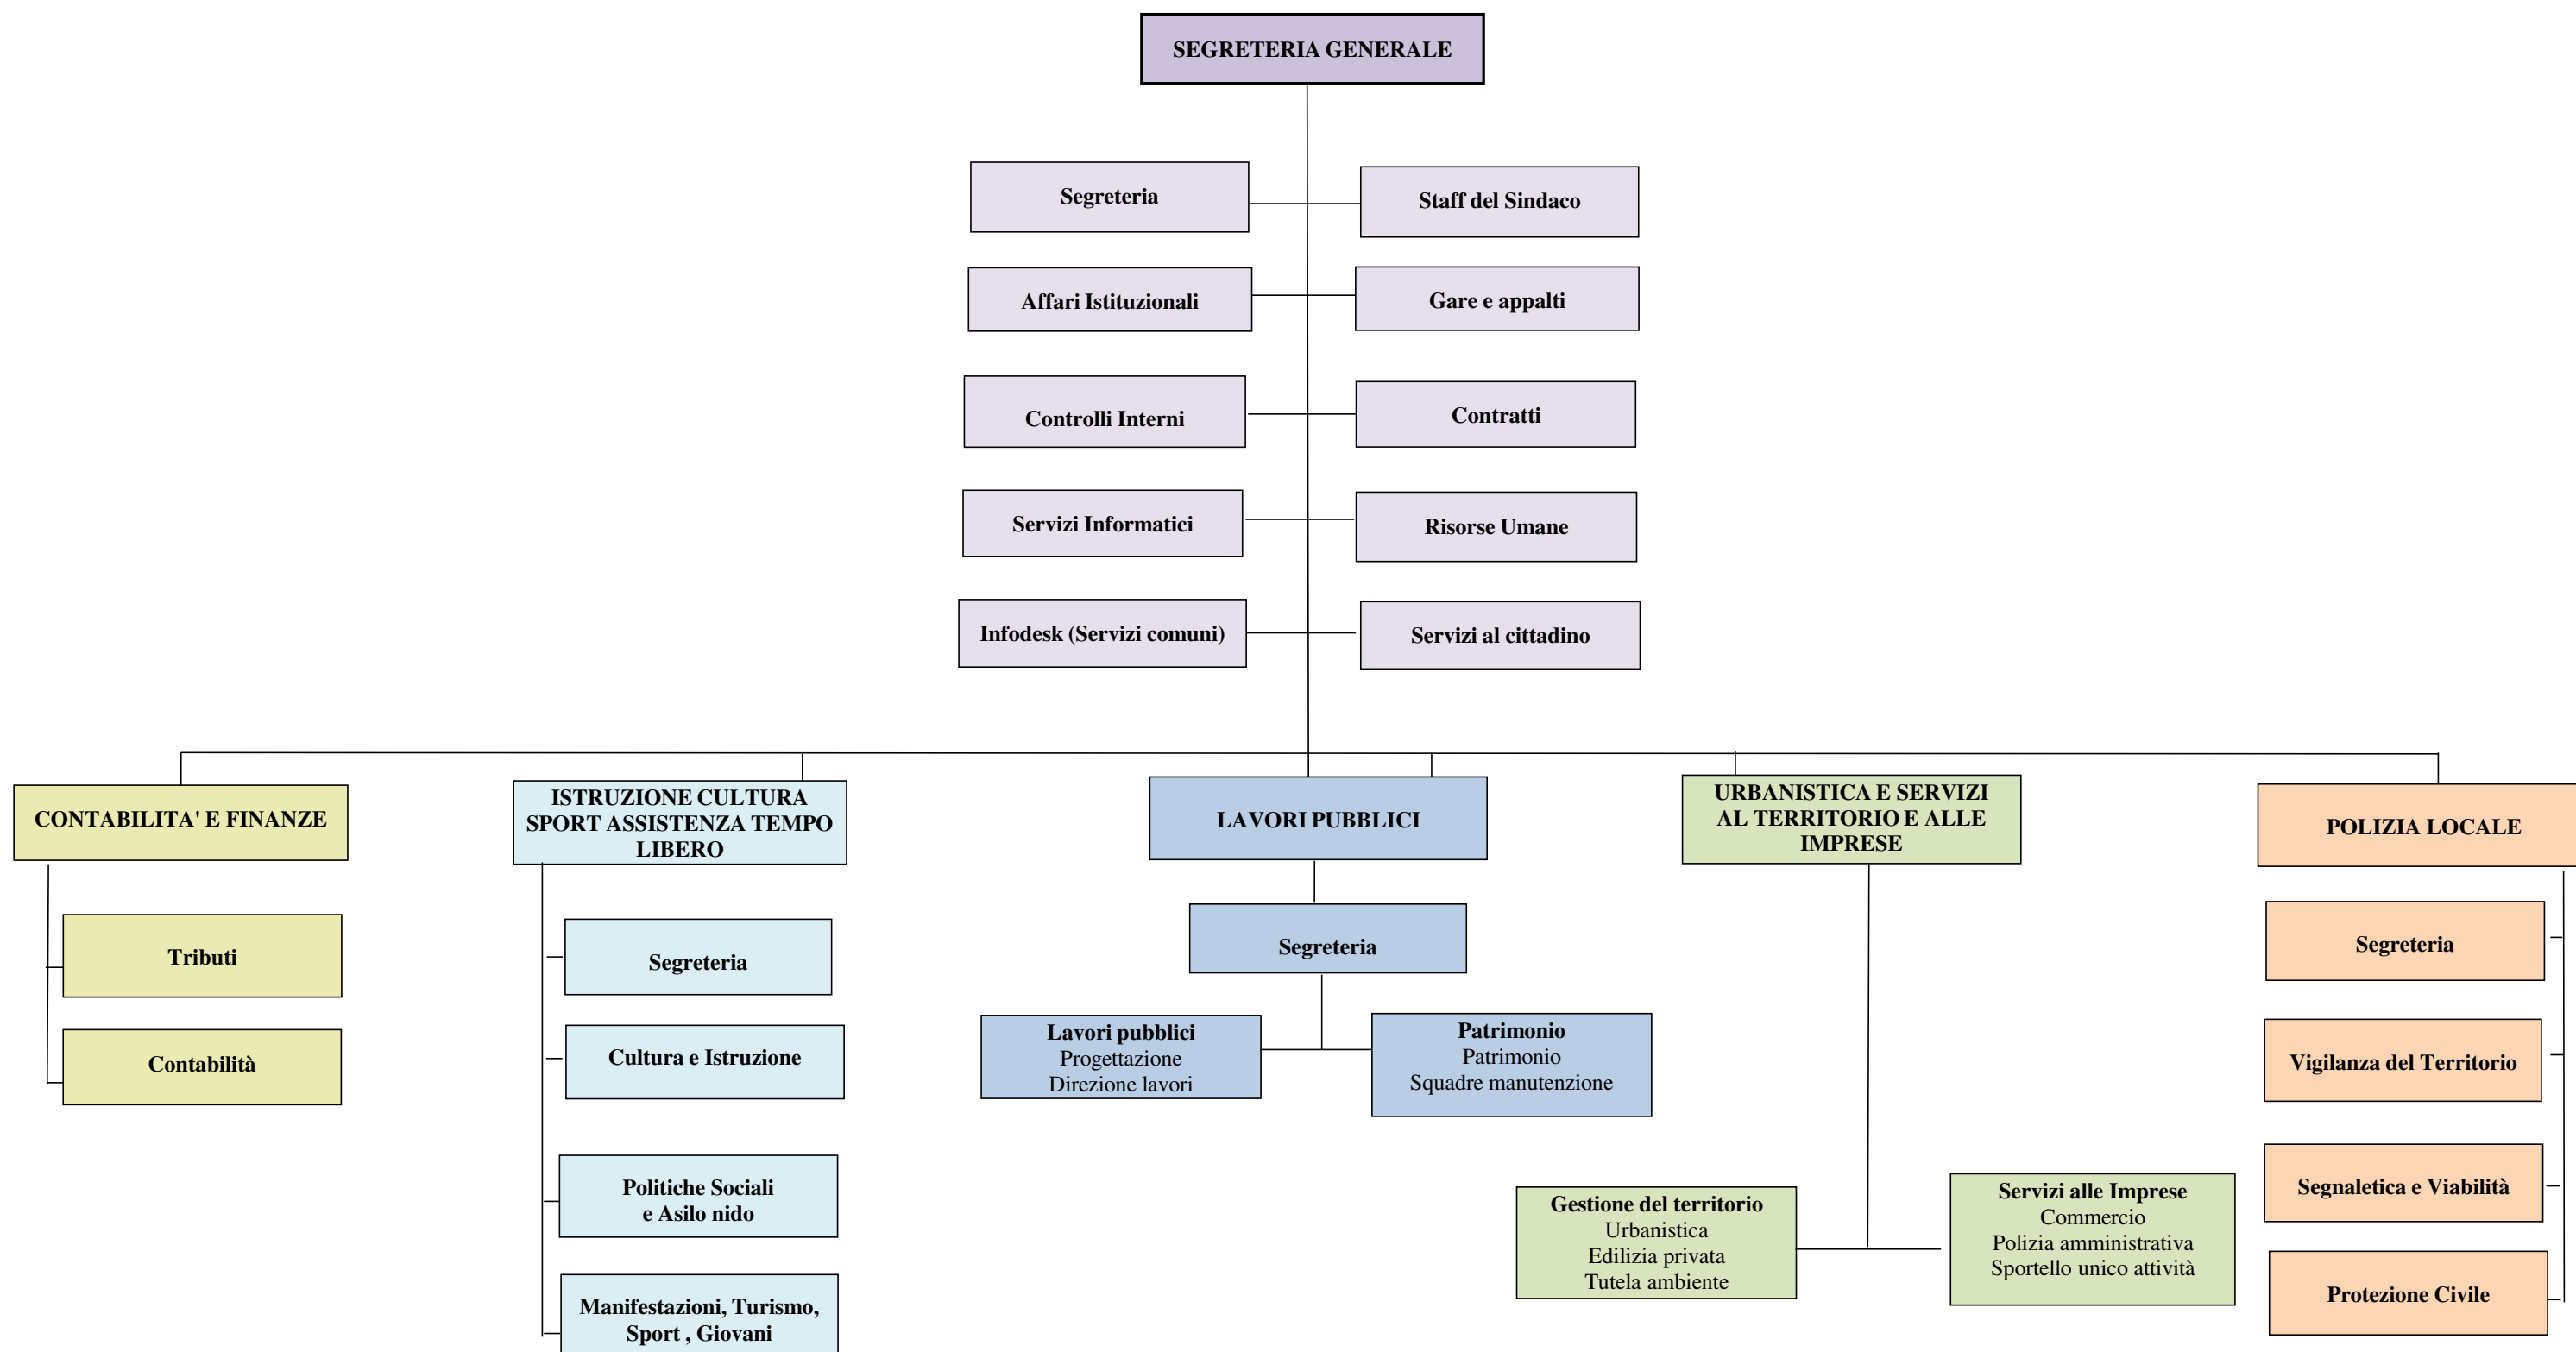 SEGRETERIA GENERALE
Segreteria
Staff del Sindaco
Affari Istituzionali
Gare e appalti
Controlli Interni
Contratti
Servizi Informatici
Risorse Umane
Infodesk (Servizi comuni)
Servizi al cittadino
CONTABILITA' E FINANZE
Tributi
Contabilità
ISTRUZIONE CULTURA
SPORT ASSISTENZA TEMPO
LIBERO
Segreteria
Cultura e Istruzione
Politiche Sociali
e Asilo nido
Manifestazioni, Turismo,
Sport , Giovani
LAVORI PUBBLICI
Segreteria
Lavori pubblici
Progettazione
Direzione lavori
Patrimonio
Patrimonio
Squadre manutenzione
URBANISTICA E SERVIZI
AL TERRITORIO E ALLE
IMPRESE
Gestione del territorio
Urbanistica
Edilizia privata
Tutela ambiente
Servizi alle Imprese
Commercio
Polizia amministrativa
Sportello unico attività
POLIZIA LOCALE
Segreteria
Vigilanza del Territorio
Segnaletica e Viabilità
Protezione Civile